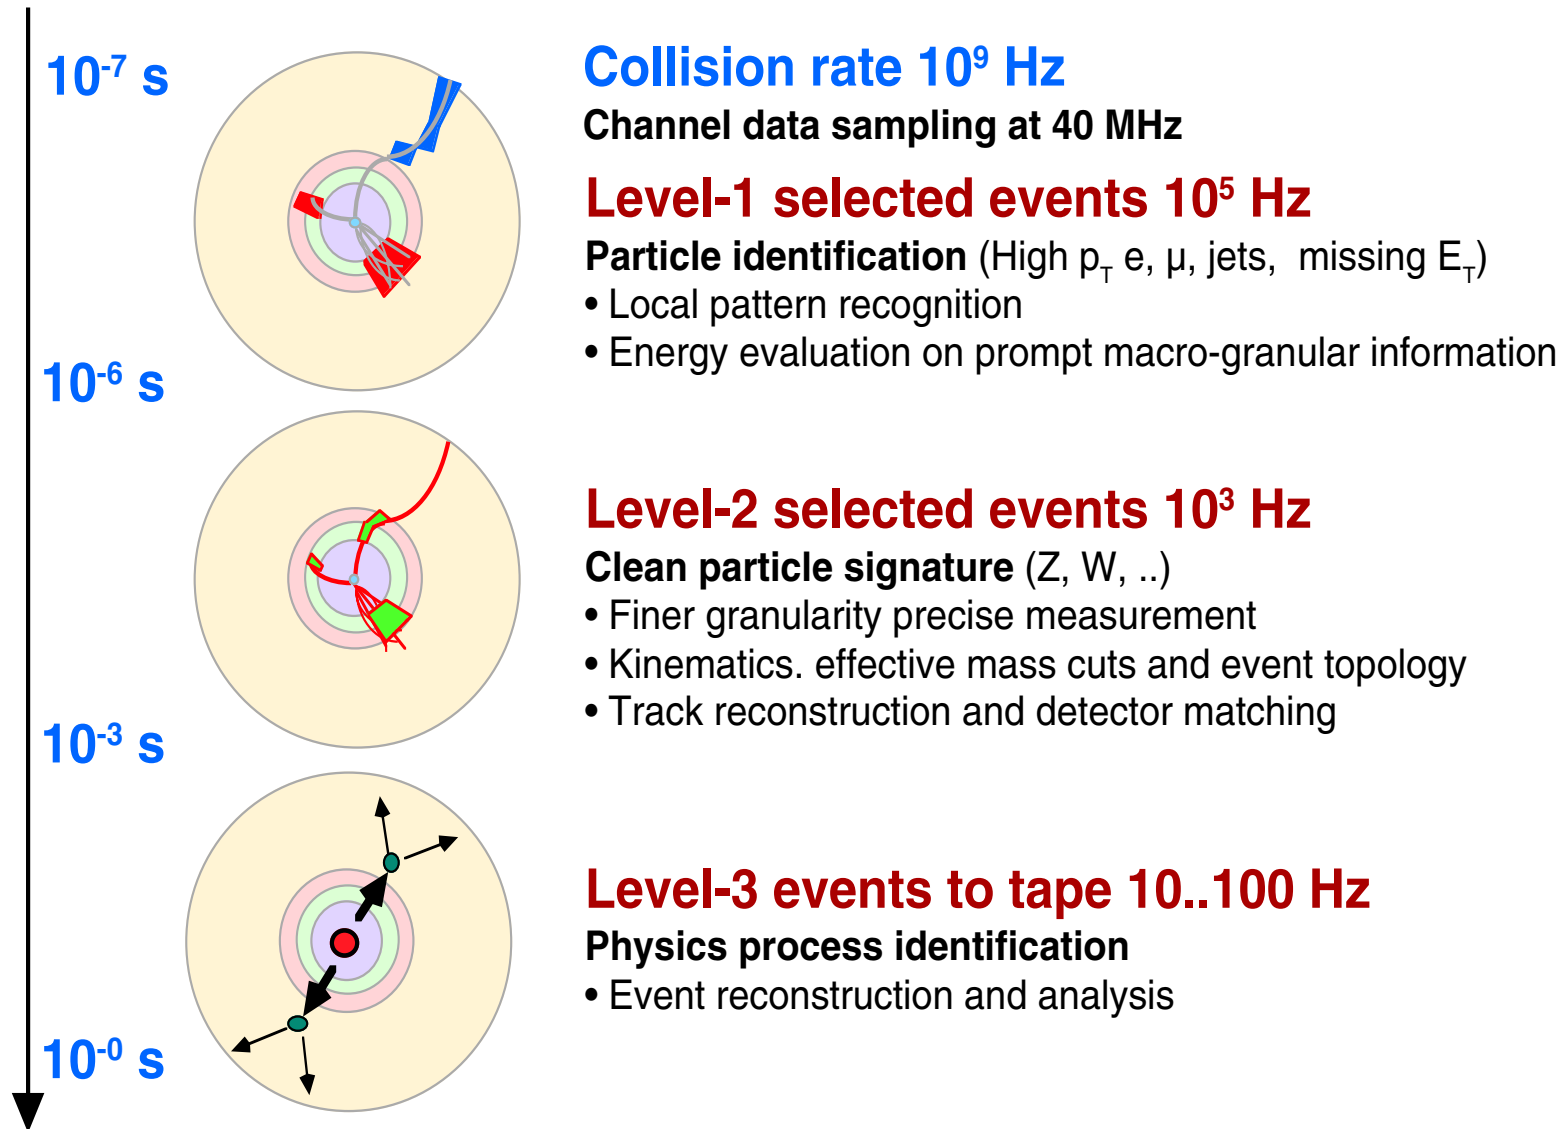 10⁻⁷ s
Collision rate 10⁹ Hz
Channel data sampling at 40 MHz
Level-1 selected events 10⁵ Hz
Particle identification (High p_T e, μ, jets, missing E_T)
• Local pattern recognition
• Energy evaluation on prompt macro-granular information
10⁻⁶ s
Level-2 selected events 10³ Hz
Clean particle signature (Z, W, ..)
• Finer granularity precise measurement
• Kinematics. effective mass cuts and event topology
• Track reconstruction and detector matching
10⁻³ s
Level-3 events to tape 10..100 Hz
Physics process identification
• Event reconstruction and analysis
10⁻⁰ s